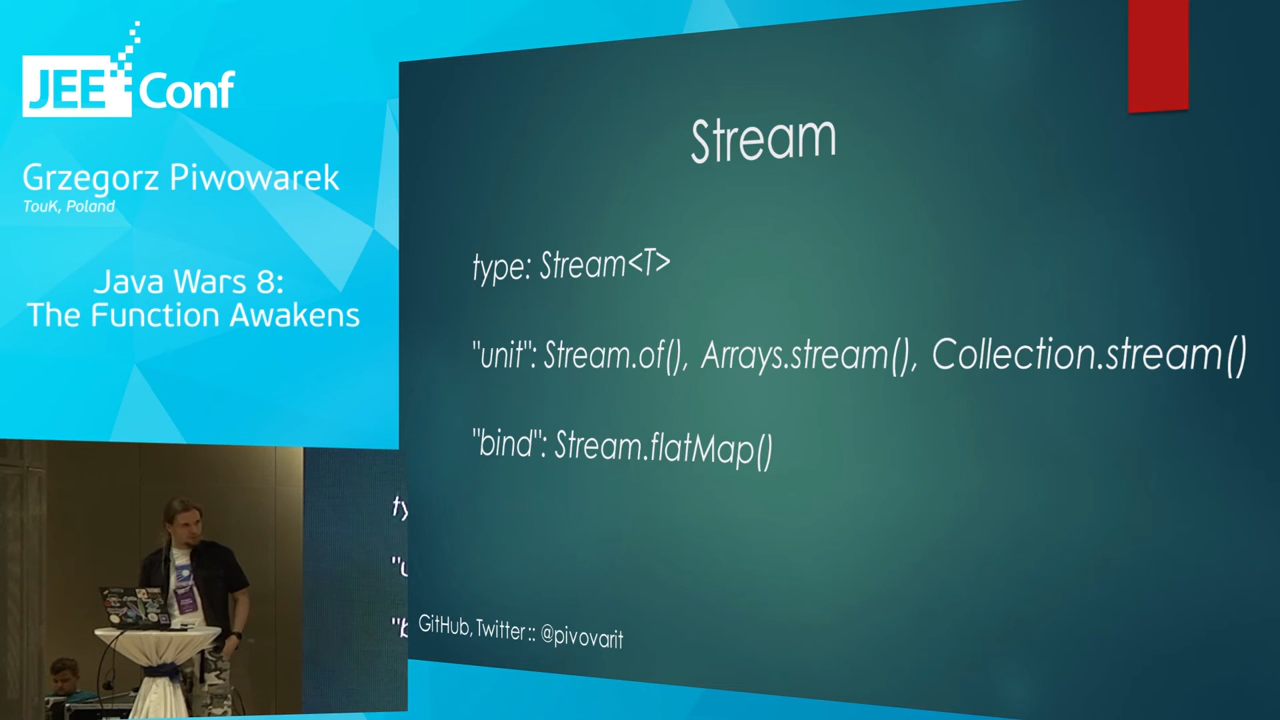 JEE Conf
Grzegorz Piwowarek
TouK, Poland
Java Wars 8:
The Function Awakens
Stream
type: Stream<T>
"unit": Stream.of(), Arrays.stream(), Collection.stream()
"bind": Stream.flatMap()
GitHub, Twitter :: @pivovarit
ty
"u
"b